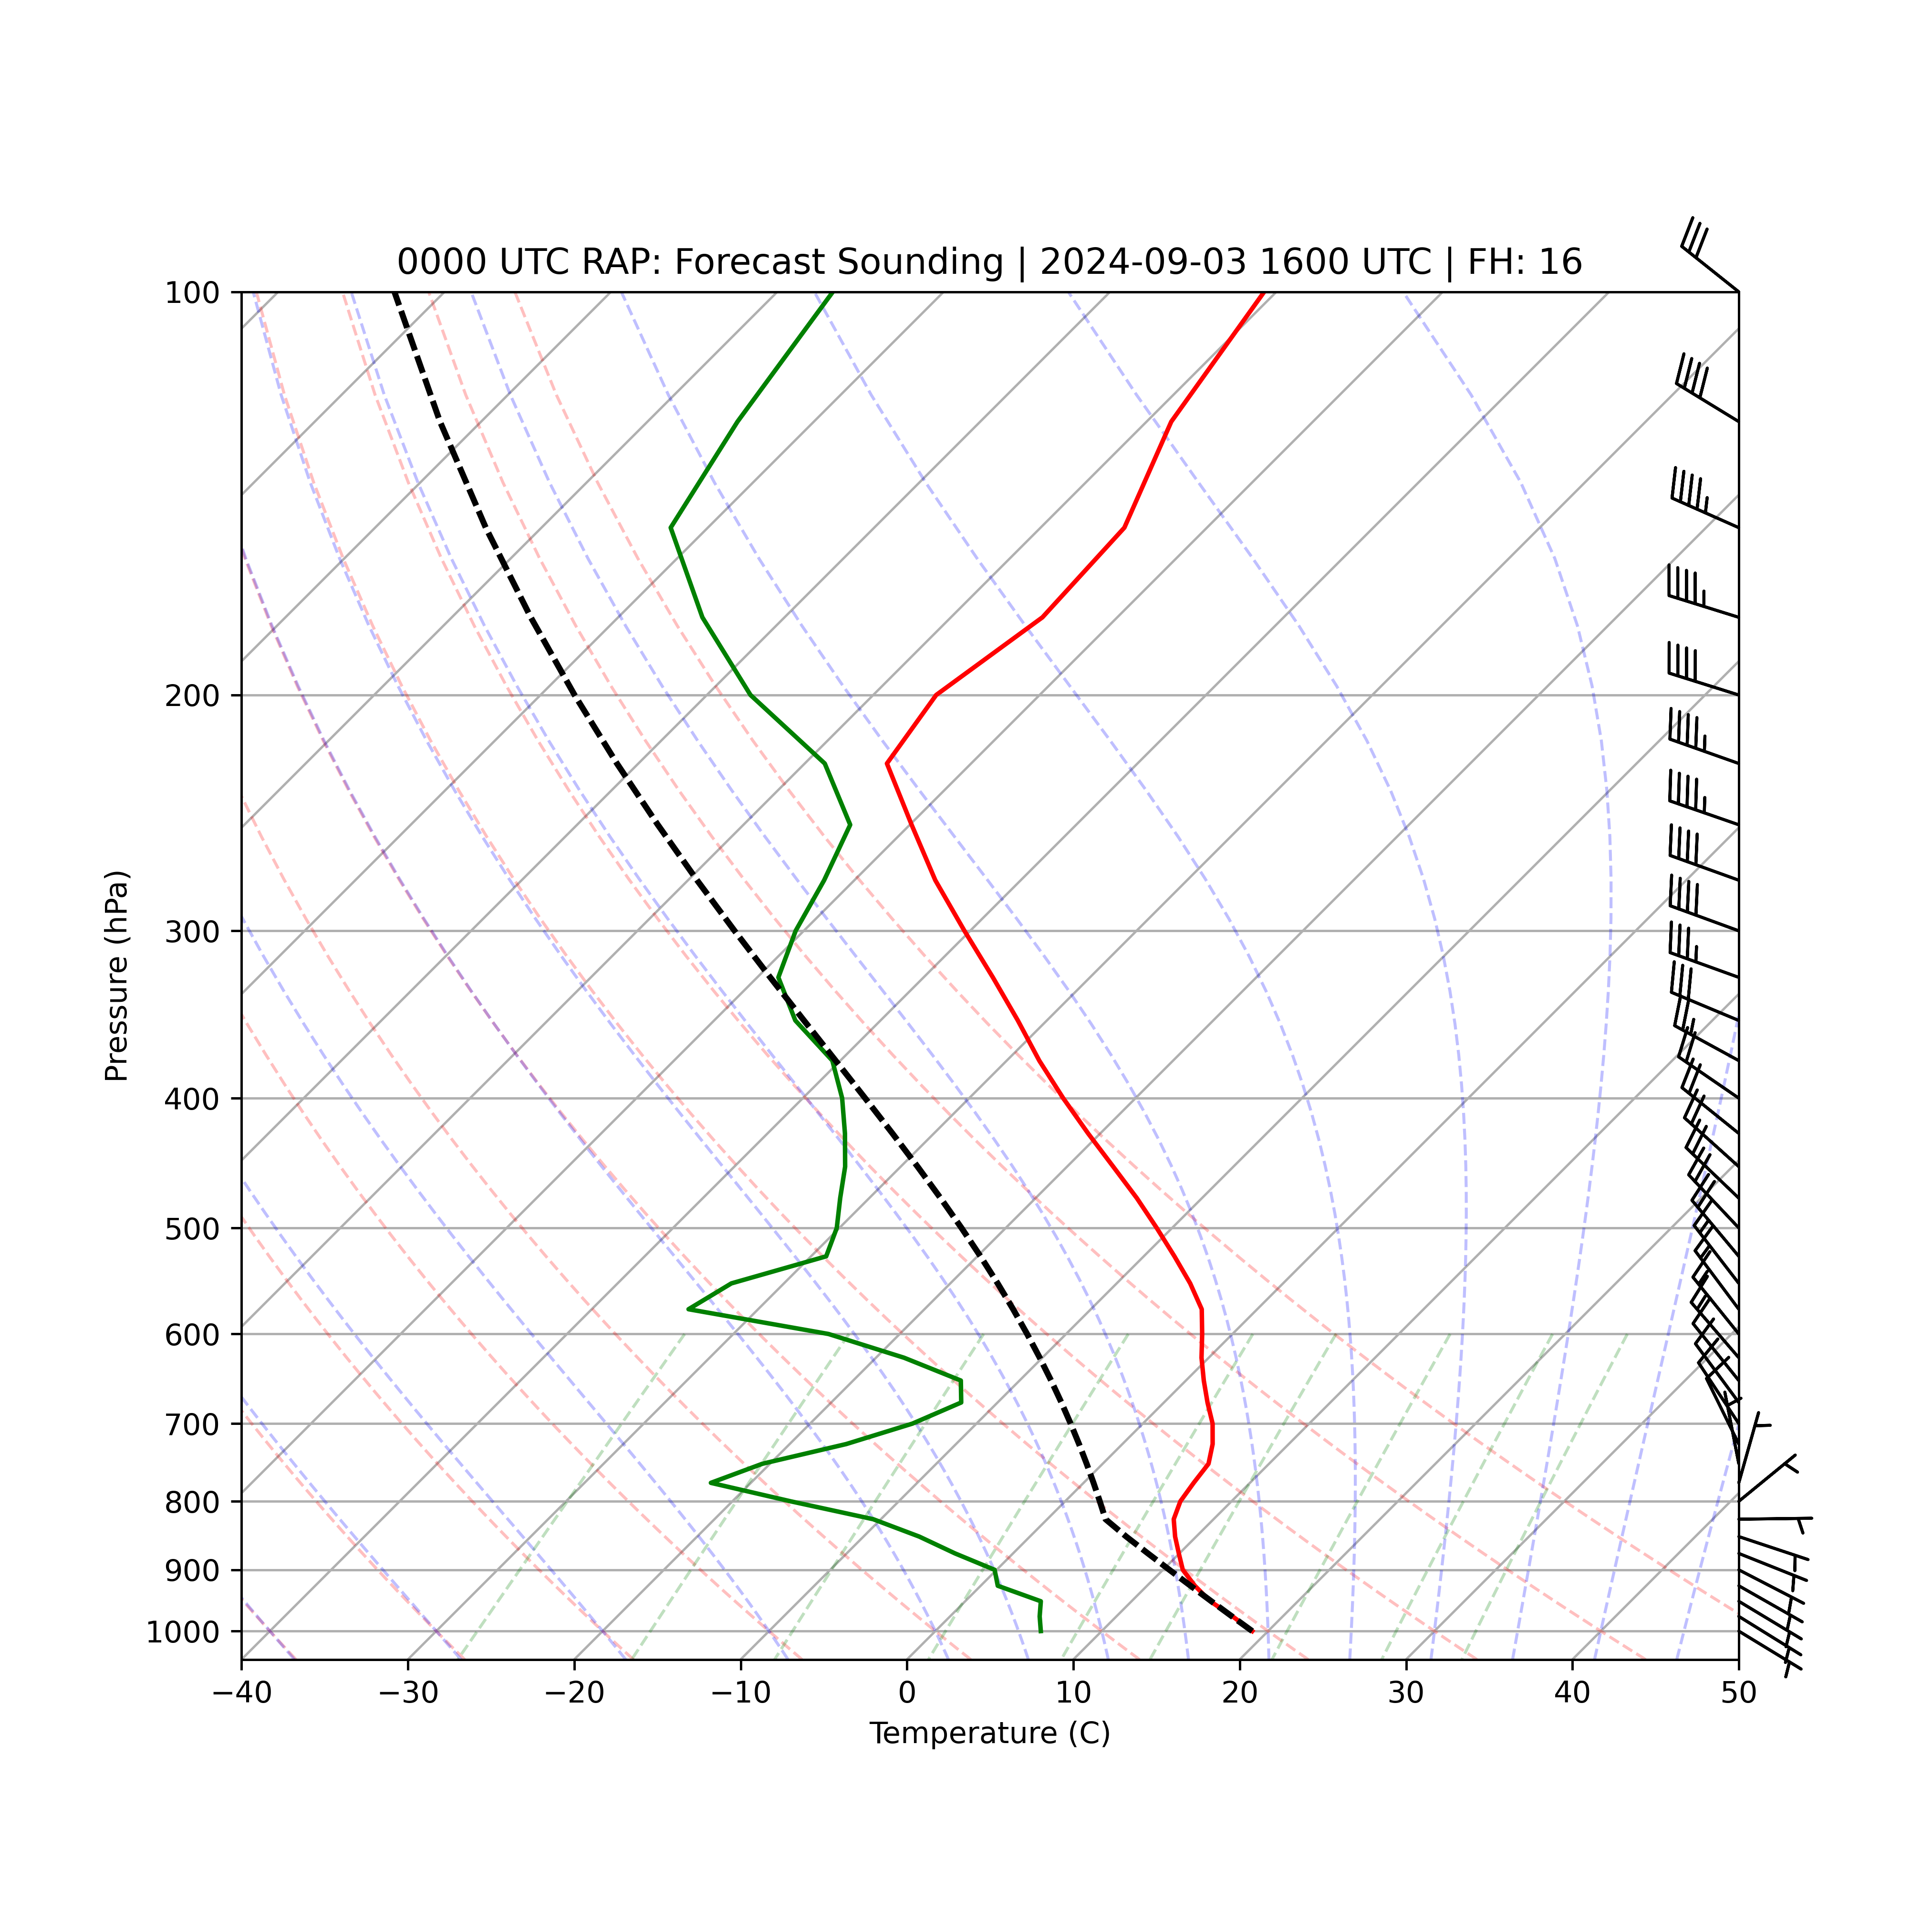 0000 UTC RAP: Forecast Sounding | 2024-09-03 1600 UTC | FH: 16
100
200
300
400
500
600
700
800
900
1000
Pressure (hPa)
−40 −30 −20 −10 0 10 20 30 40 50
Temperature (C)